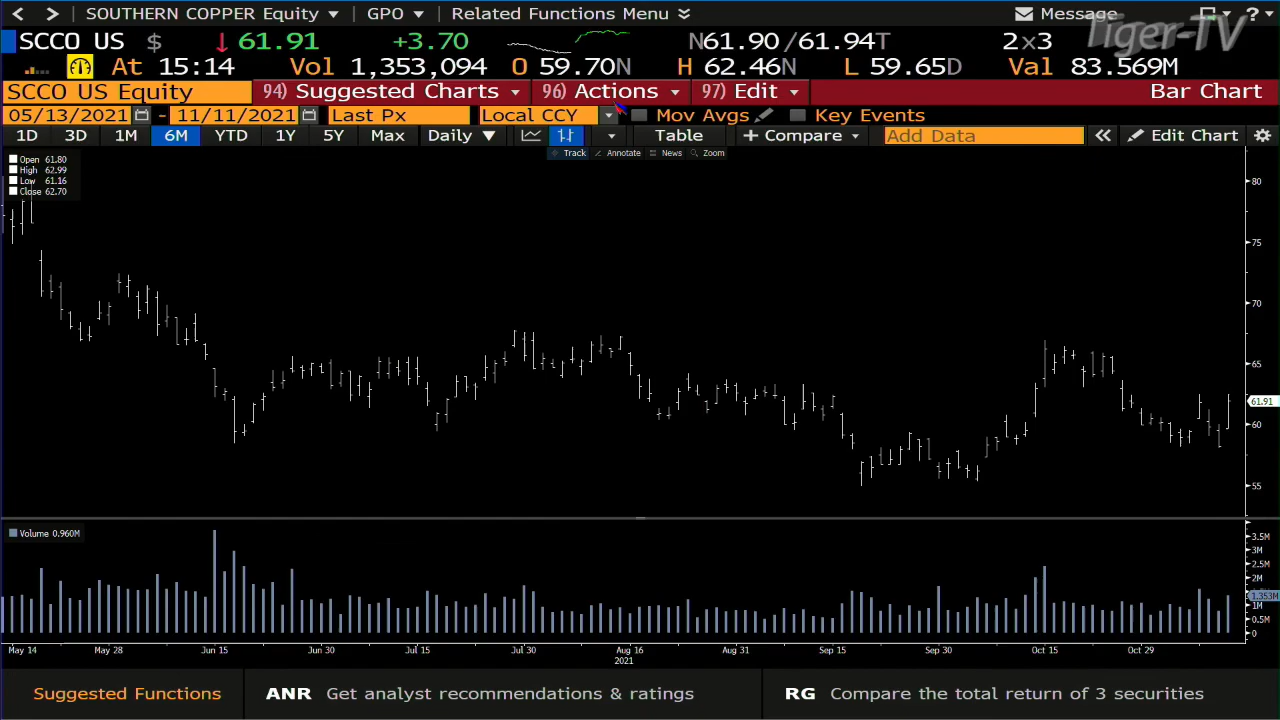 SOUTHERN COPPER Equity GPO Related Functions Menu Message ?
Tiger-TV
SCCO US $ ↓ 61.91 +3.70 N61.90 /61.94T 2×3
At 15:14 Vol 1,353,094 O 59.70N H 62.46N L 59.65D Val 83.569M
SCCO US Equity 94) Suggested Charts 96) Actions 97) Edit Bar Chart
05/13/2021 - 11/11/2021 Last Px Local CCY Mov Avgs Key Events
1D 3D 1M 6M YTD 1Y 5Y Max Daily ▼ Table + Compare Add Data « Edit Chart
Track Annotate News Zoom
Open 61.80
High 62.99
Low 61.16
Close 62.70
80
75
70
65
61.91
60
55
Volume 0.960M
3.5M
3M
2.5M
2M
1.353M
1M
0.5M
0
May 14 May 28 Jun 15 Jun 30 Jul 15 Jul 30 Aug 16 Aug 31 Sep 15 Sep 30 Oct 15 Oct 29
2021
Suggested Functions ANR Get analyst recommendations & ratings RG Compare the total return of 3 securities